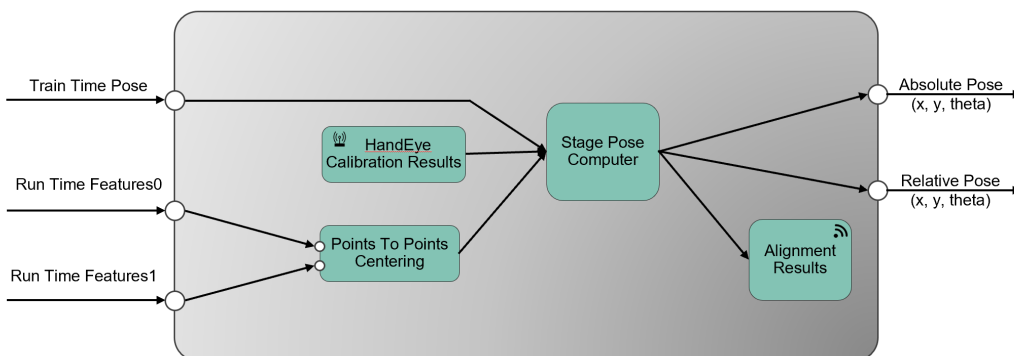 Train Time Pose
Absolute Pose
(x, y, theta)
HandEye
Calibration Results
Stage Pose
Computer
Run Time Features0
Relative Pose
(x, y, theta)
Points To Points
Centering
Alignment
Results
Run Time Features1